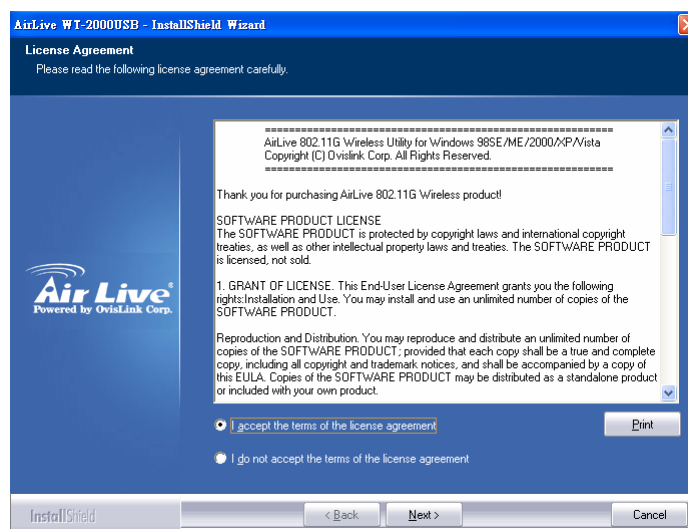 AirLive WT-2000USB - InstallShield Wizard
License Agreement
Please read the following license agreement carefully.
==================================================
AirLive 802.11G Wireless Utility for Windows 98SE/ME/2000/XP/Vista
Copyright (C) Ovislink Corp. All Rights Reserved.
==================================================
Thank you for purchasing AirLive 802.11G Wireless product!
SOFTWARE PRODUCT LICENSE
The SOFTWARE PRODUCT is protected by copyright laws and international copyright
treaties, as well as other intellectual property laws and treaties. The SOFTWARE PRODUCT
is licensed, not sold.
1. GRANT OF LICENSE. This End-User License Agreement grants you the following
rights:Installation and Use. You may install and use an unlimited number of copies of the
SOFTWARE PRODUCT.
Reproduction and Distribution. You may reproduce and distribute an unlimited number of
copies of the SOFTWARE PRODUCT; provided that each copy shall be a true and complete
copy, including all copyright and trademark notices, and shall be accompanied by a copy of
this EULA. Copies of the SOFTWARE PRODUCT may be distributed as a standalone product
or included with your own product.
Air Live®
Powered by OvisLink Corp.
I accept the terms of the license agreement
Print
I do not accept the terms of the license agreement
InstallShield
< Back
Next >
Cancel